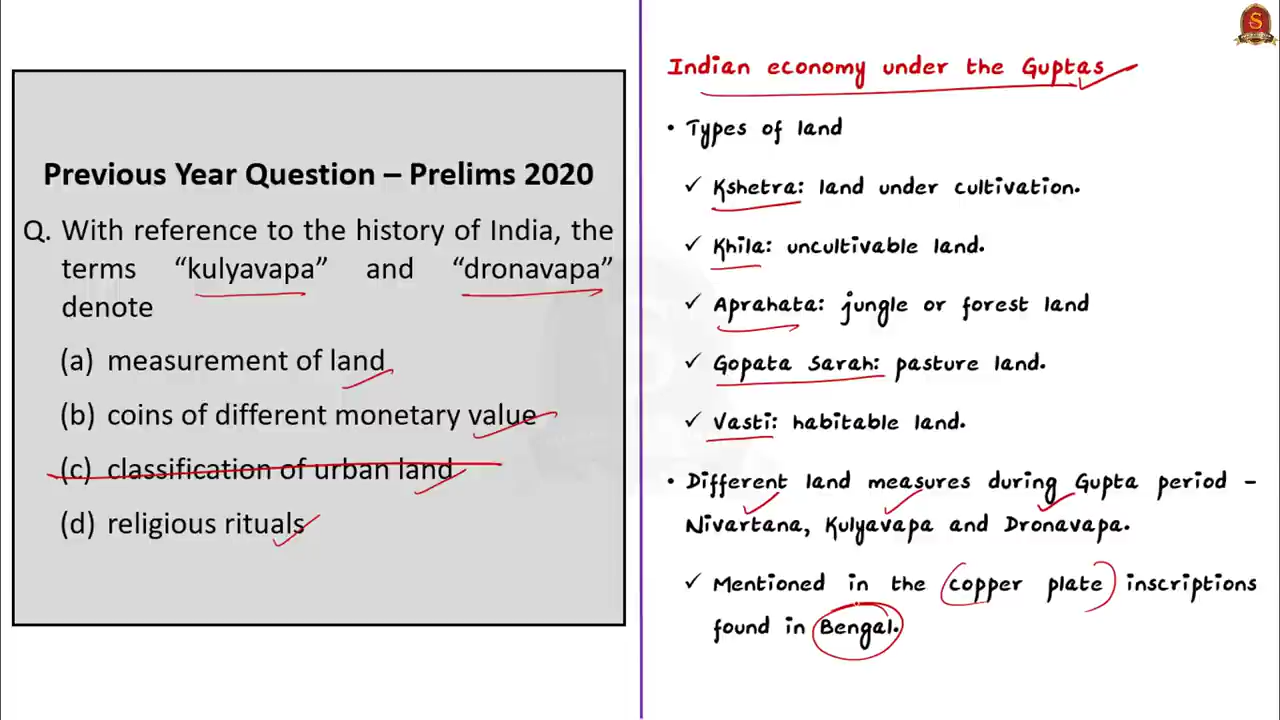 Previous Year Question – Prelims 2020
Q. With reference to the history of India, the
terms “kulyavapa” and “dronavapa”
denote
(a) measurement of land
(b) coins of different monetary value
(c) classification of urban land
(d) religious rituals
S
Indian economy under the Guptas
• Types of land
✓ Kshetra: land under cultivation.
✓ Khila: uncultivable land.
✓ Aprahata: jungle or forest land
✓ Gopata Sarah: pasture land.
✓ Vasti: habitable land.
• Different land measures during Gupta period –
Nivartana, Kulyavapa and Dronavapa.
✓ Mentioned in the copper plate inscriptions
found in Bengal.